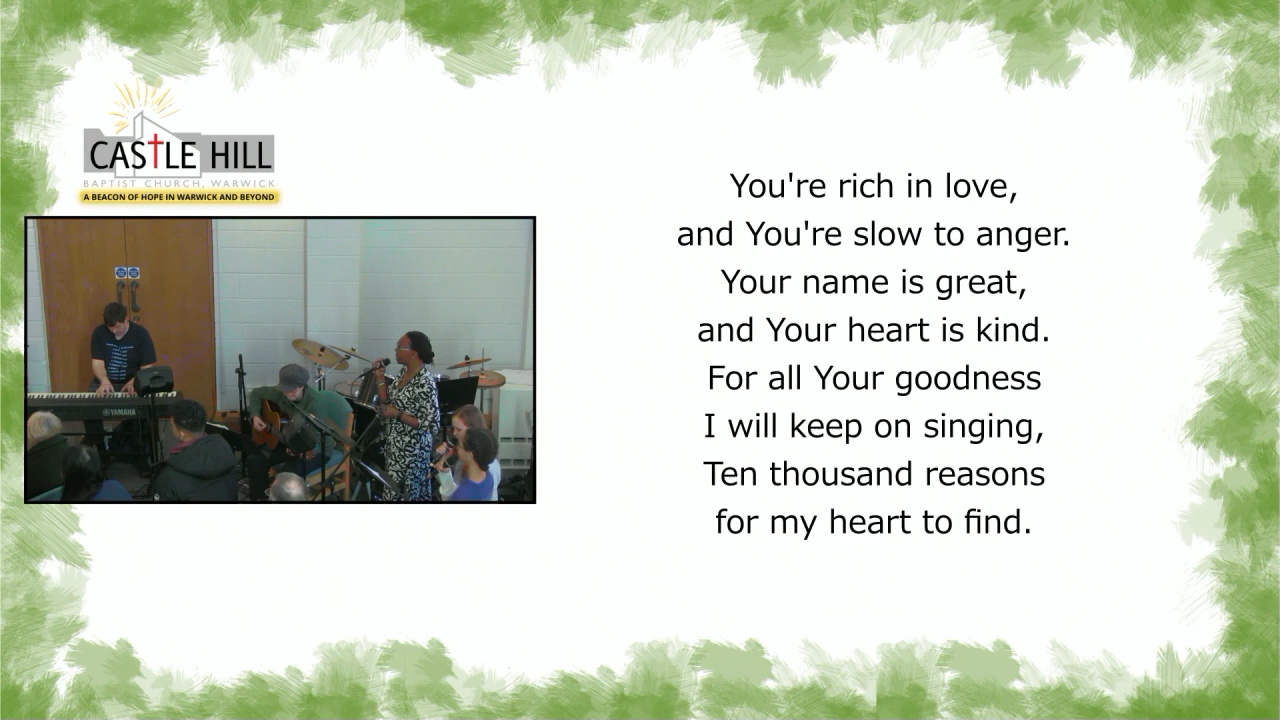 CASTLE HILL
BAPTIST CHURCH, WARWICK
A BEACON OF HOPE IN WARWICK AND BEYOND
YAMAHA
You're rich in love,
and You're slow to anger.
Your name is great,
and Your heart is kind.
For all Your goodness
I will keep on singing,
Ten thousand reasons
for my heart to find.